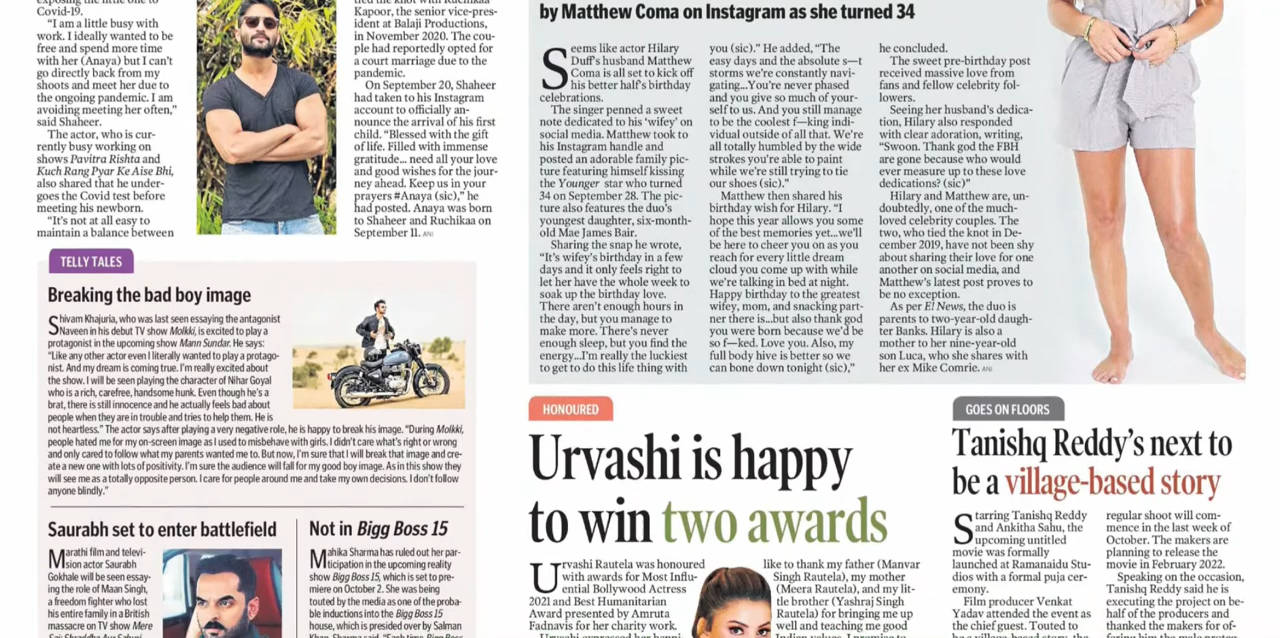 exposing the little one to
Covid-19.
"I am a little busy with
work. I ideally wanted to be
free and spend more time
with her (Anaya) but I can't
go directly back from my
shoots and meet her due to
the ongoing pandemic. I am
avoiding meeting her often,"
said Shaheer.
The actor, who is cur-
rently busy working on
shows Pavitra Rishta and
Kuch Rang Pyar Ke Aise Bhi,
also shared that he under-
goes the Covid test before
meeting his newborn.
"It's not at all easy to
maintain a balance between
tied the knot with Ruchikaa
Kapoor, the senior vice-pres-
ident at Balaji Productions,
in November 2020. The cou-
ple had reportedly opted for
a court marriage due to the
pandemic.
On September 20, Shaheer
had taken to his Instagram
account to officially an-
nounce the arrival of his first
child. "Blessed with the gift
of life. Filled with immense
gratitude... need all your love
and good wishes for the jour-
ney ahead. Keep us in your
prayers #Anaya (sic)," he
had posted. Anaya was born
to Shaheer and Ruchikaa on
September 11. ANI
TELLY TALES
Breaking the bad boy image
Shivam Khajuria, who was last seen essaying the antagonist
Naveen in his debut TV show Molkki, is excited to play a
protagonist in the upcoming show Mann Sundar. He says:
"Like any other actor even I literally wanted to play a protago-
nist. And my dream is coming true. I'm really excited about
the show. I will be seen playing the character of Nihar Goyal
who is a rich, carefree, handsome hunk. Even though he's a
brat, there is still innocence and he actually feels bad about
people when they are in trouble and tries to help them. He is
not heartless." The actor says after playing a very negative role, he is happy to break his image. "During Molkki,
people hated me for my on-screen image as I used to misbehave with girls. I didn't care what's right or wrong
and only cared to follow what my parents wanted me to. But now, I'm sure that I will break that image and cre-
ate a new one with lots of positivity. I'm sure the audience will fall for my good boy image. As in this show they
will see me as a totally opposite person. I care for people around me and take my own decisions. I don't follow
anyone blindly."
Saurabh set to enter battlefield
Marathi film and televi-
sion actor Saurabh
Gokhale will be seen essay-
ing the role of Maan Singh,
a freedom fighter who lost
his entire family in a British
massacre on TV show Mere
Not in Bigg Boss 15
Mahika Sharma has ruled out her par-
ticipation in the upcoming reality
show Bigg Boss 15, which is set to pre-
miere on October 2. She was being
touted by the media as one of the proba-
ble inductions into the Bigg Boss 15
house, which is presided over by Salman
by Matthew Coma on Instagram as she turned 34
Seems like actor Hilary
Duff's husband Matthew
Coma is all set to kick off
his better half's birthday
celebrations.
The singer penned a sweet
note dedicated to his 'wifey' on
social media. Matthew took to
his Instagram handle and
posted an adorable family pic-
ture featuring himself kissing
the Younger star who turned
34 on September 28. The pic-
ture also features the duo's
youngest daughter, six-month-
old Mae James Bair.
Sharing the snap he wrote,
"It's wifey's birthday in a few
days and it only feels right to
let her have the whole week to
soak up the birthday love.
There aren't enough hours in
the day, but you manage to
make more. There's never
enough sleep, but you find the
energy...I'm really the luckiest
to get to do this life thing with
you (sic)." He added, "The
easy days and the absolute s—t
storms we're constantly navi-
gating...You're never phased
and you give so much of your-
self to us. And you still manage
to be the coolest f—king indi-
vidual outside of all that. We're
all totally humbled by the wide
strokes you're able to paint
while we're still trying to tie
our shoes (sic)."
Matthew then shared his
birthday wish for Hilary. "I
hope this year allows you some
of the best memories yet...we'll
be here to cheer you on as you
reach for every little dream
cloud you come up with while
we're talking in bed at night.
Happy birthday to the greatest
wifey, mom, and snacking part-
ner there is...but also thank god
you were born because we'd be
so f—ked. Love you. Also, my
full body hive is better so we
can bone down tonight (sic),"
he concluded.
The sweet pre-birthday post
received massive love from
fans and fellow celebrity fol-
lowers.
Seeing her husband's dedica-
tion, Hilary also responded
with clear adoration, writing,
"Swoon. Thank god the FBH
are gone because who would
ever measure up to these love
dedications? (sic)"
Hilary and Matthew are, un-
doubtedly, one of the much-
loved celebrity couples. The
two, who tied the knot in De-
cember 2019, have not been shy
about sharing their love for one
another on social media, and
Matthew's latest post proves to
be no exception.
As per E! News, the duo is
parents to two-year-old daugh-
ter Banks. Hilary is also a
mother to her nine-year-old
son Luca, who she shares with
her ex Mike Comrie. ANI
HONOURED
Urvashi is happy
to win two awards
Urvashi Rautela was honoured
with awards for Most Influ-
ential Bollywood Actress
2021 and Best Humanitarian
Award presented by Amruta
Fadnavis for her charity work.
like to thank my father (Manvar
Singh Rautela), my mother
(Meera Rautela), and my lit-
tle brother (Yashraj Singh
Rautela) for bringing me up
well and teaching me good
GOES ON FLOORS
Tanishq Reddy's next to
be a village-based story
Starring Tanishq Reddy
and Ankitha Sahu, the
upcoming untitled
movie was formally
launched at Ramanaidu Stu-
dios with a formal puja cer-
emony.
Film producer Venkat
Yadav attended the event as
the chief guest. Touted to
regular shoot will com-
mence in the last week of
October. The makers are
planning to release the
movie in February 2022.
Speaking on the occasion,
Tanishq Reddy said he is
executing the project on be-
half of the producers and
thanked the makers for of-